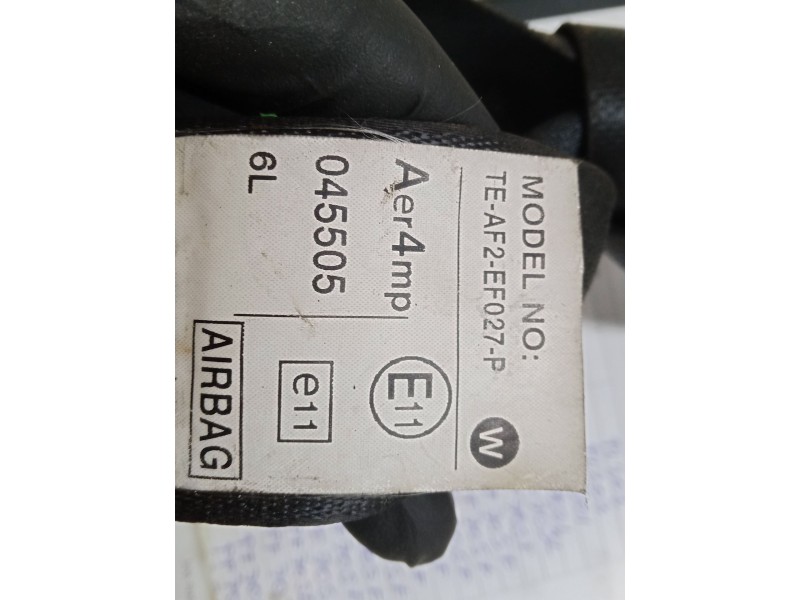 MODEL NO:
TE-AF2-EF027-P
W
Aer4mp
E11
045505
e11
6L
AIRBAG